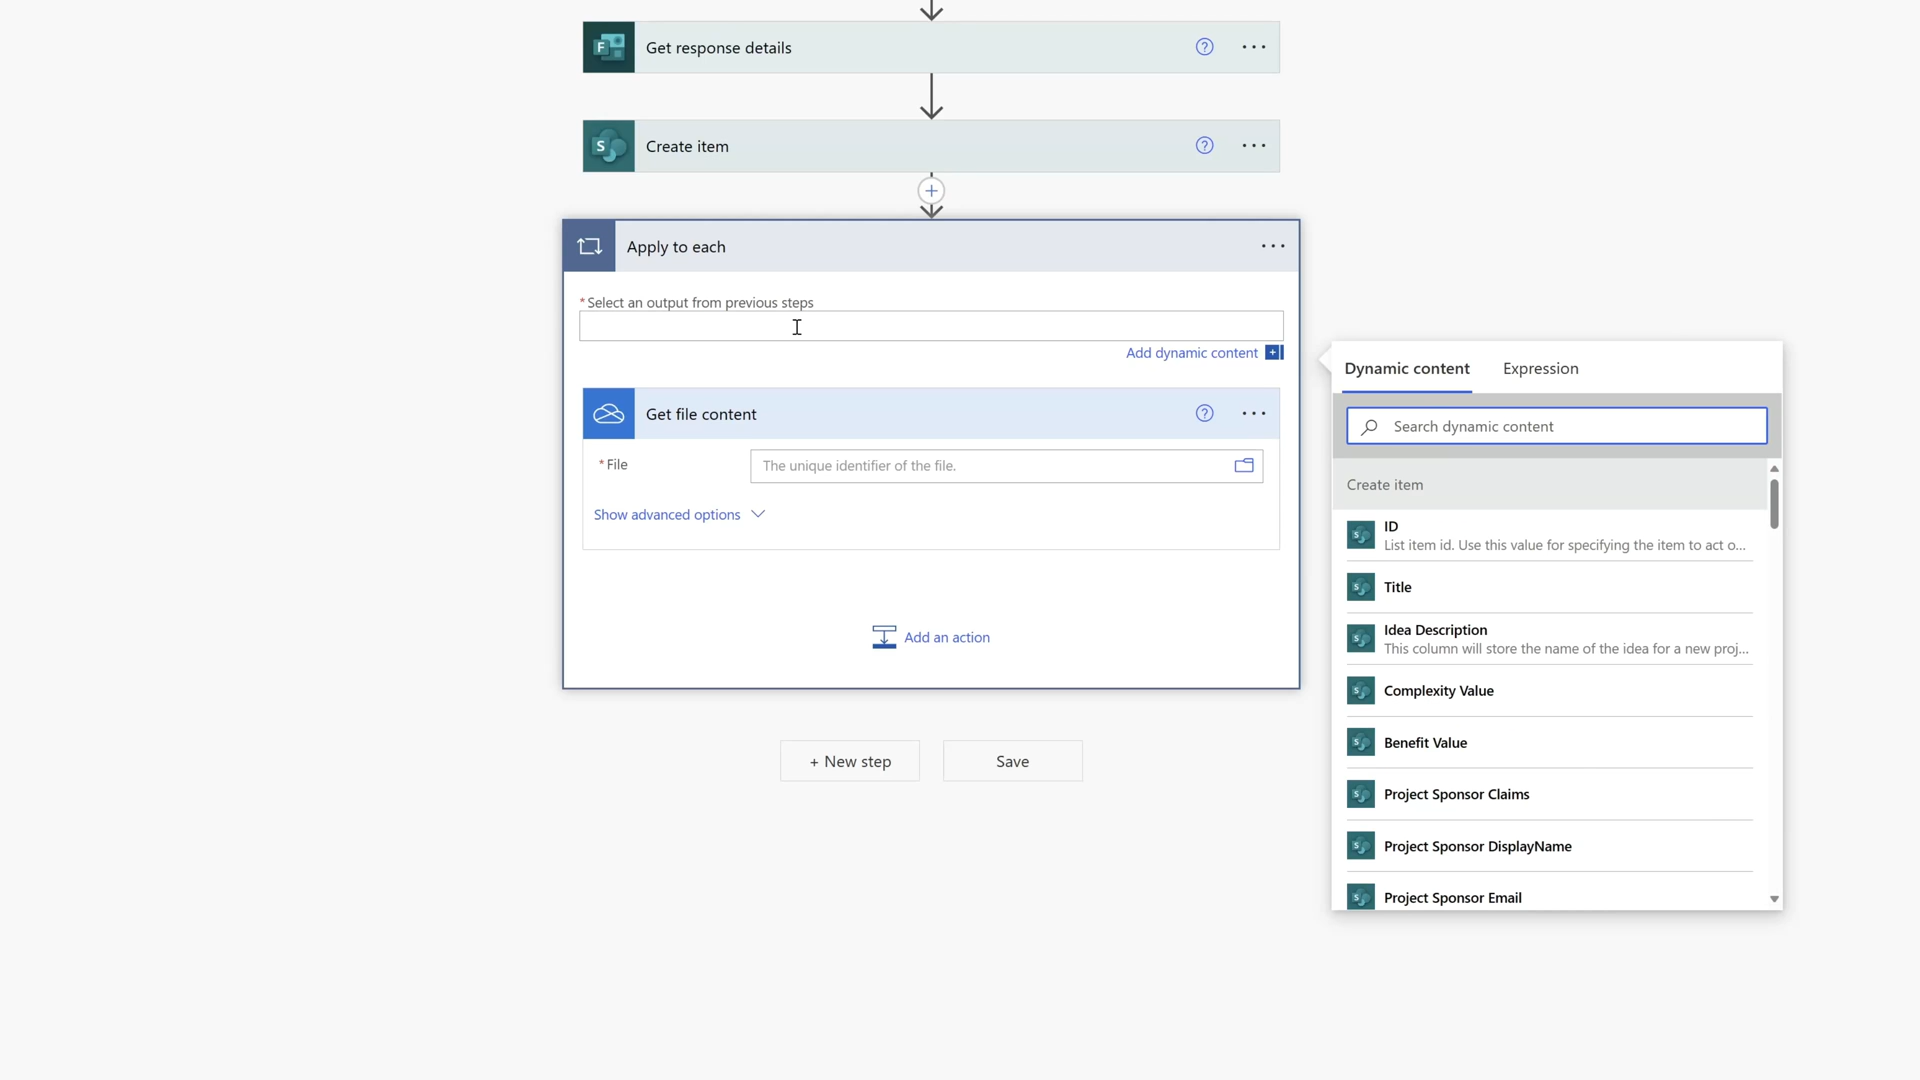 F
Get response details
?
S
Create item
?
Apply to each
* Select an output from previous steps
Add dynamic content
Get file content
?
* File
The unique identifier of the file.
Show advanced options
Add an action
+ New step
Save
Dynamic content
Expression
Search dynamic content
Create item
S
ID
List item id. Use this value for specifying the item to act o...
S
Title
S
Idea Description
This column will store the name of the idea for a new proj...
S
Complexity Value
S
Benefit Value
S
Project Sponsor Claims
S
Project Sponsor DisplayName
S
Project Sponsor Email